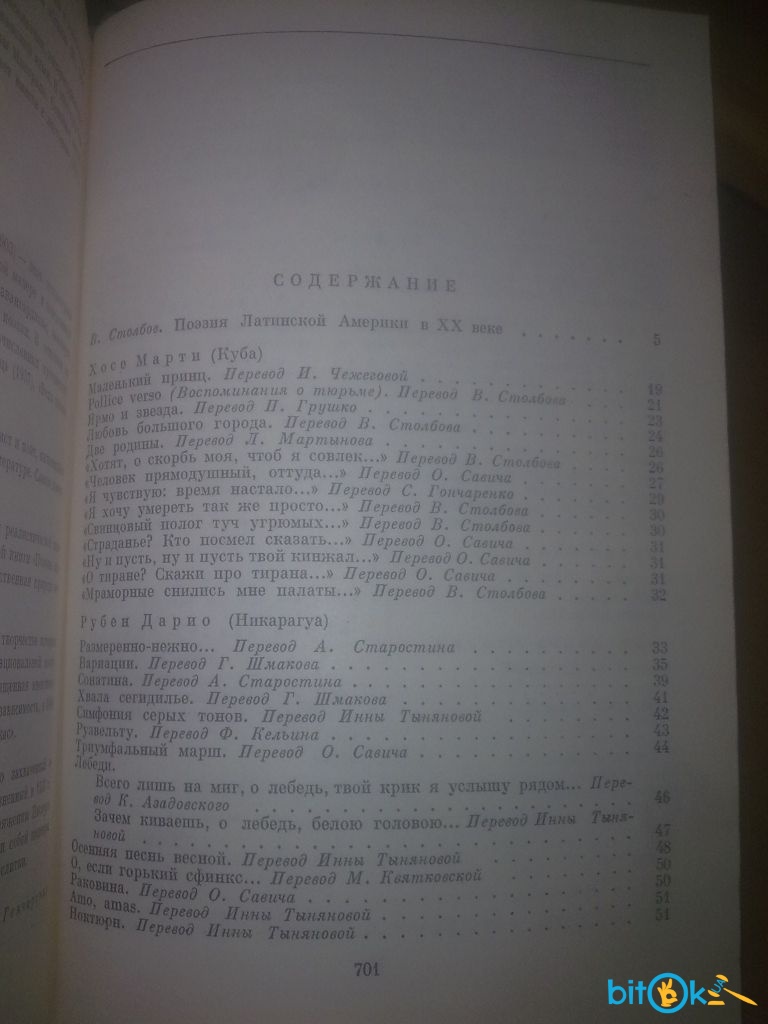 СОДЕРЖАНИЕ
В. Столбов. Поэзия Латинской Америки в XX веке . . . . . . . 5
Хосе Марти (Куба)
Маленький принц. Перевод И. Чежеговой . . . . . . . 19
Pollice verso (Воспоминания о тюрьме). Перевод В. Столбова . . . 21
Ярмо и звезда. Перевод П. Грушко . . . . . . . 23
Любовь большого города. Перевод В. Столбова . . . . . . 24
Две родины. Перевод Л. Мартынова . . . . . . . 26
«Хотят, о скорбь моя, чтоб я совлек...» Перевод В. Столбова . . . 26
«Человек прямодушный, оттуда...» Перевод О. Савича . . . . 27
«Я чувствую: время настало...» Перевод С. Гончаренко . . . . 29
«Я хочу умереть так же просто...» Перевод В. Столбова . . . . 30
«Свинцовый полог туч угрюмых...» Перевод В. Столбова . . . . 30
«Страданье? Кто посмел сказать...» Перевод О. Савича . . . . 31
«Ну и пусть, ну и пусть твой кинжал...» Перевод О. Савича . . . . 31
«О тиране? Скажи про тирана...» Перевод О. Савича . . . . 31
«Мраморные снились мне палаты...» Перевод В. Столбова . . . . 32
Рубен Дарио (Никарагуа)
Размеренно-нежно... Перевод А. Старостина . . . . . . 33
Вариации. Перевод Г. Шмакова . . . . . . . 35
Сонатина. Перевод А. Старостина . . . . . . . 39
Хвала сегидилье. Перевод Г. Шмакова . . . . . . . 41
Симфония серых тонов. Перевод Инны Тыняновой . . . . . 42
Рузвельту. Перевод Ф. Кельина . . . . . . . 43
Триумфальный марш. Перевод О. Савича . . . . . . . 44
Лебеди.
Всего лишь на миг, о лебедь, твой крик я услышу рядом... Пере-
вод К. Азадовского . . . . . . . 46
Зачем киваешь, о лебедь, белою головою... Перевод Инны Тыня-
новой . . . . . . . 47
Осенняя песнь весной. Перевод Инны Тыняновой . . . . . 48
О, если горький сфинкс... Перевод М. Квятковской . . . . . 50
Раковина. Перевод О. Савича . . . . . . . 50
Amo, amas. Перевод Инны Тыняновой . . . . . . . 51
Ноктюрн. Перевод Инны Тыняновой . . . . . . . 51
701
bitOk
UA